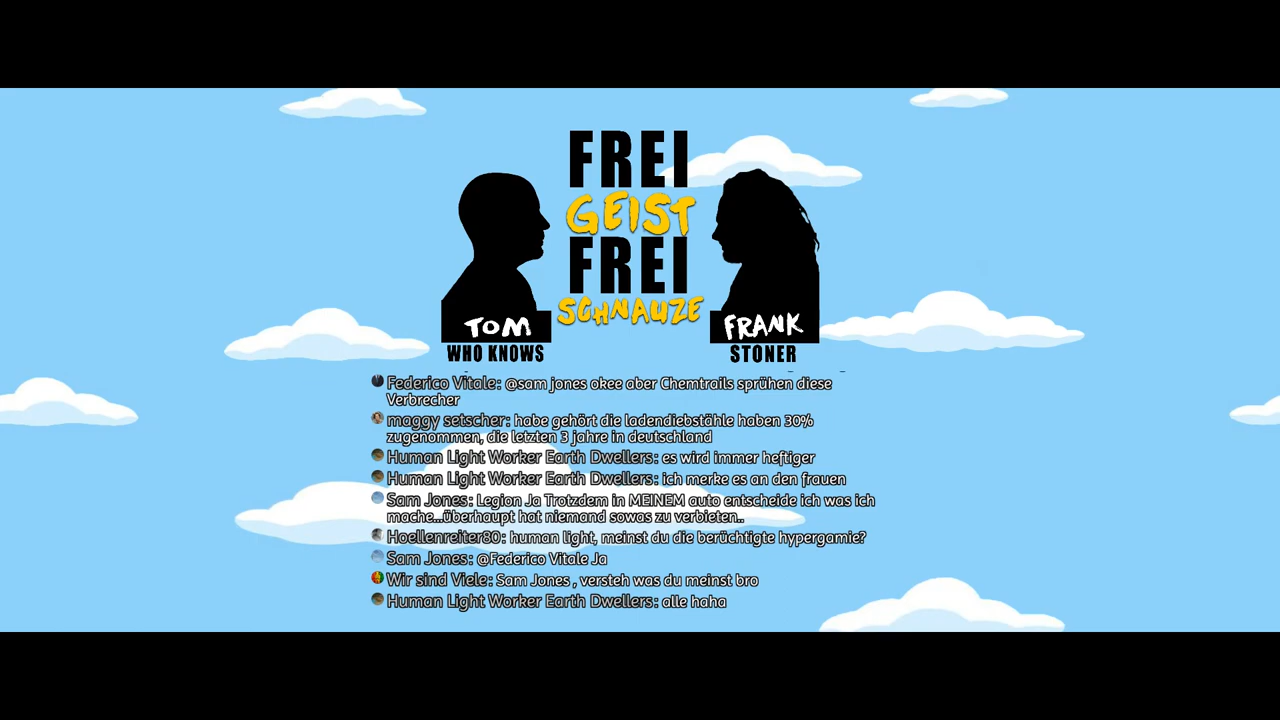 FREI
GEIST
FREI
SCHNAUZE
TOM
WHO KNOWS
FRANK
STONER
Federico Vitale: @sam jones okee aber Chemtrails sprühen diese
Verbrecher
maggy setscher: habe gehört die ladendiebstähle haben 30%
zugenommen, die letzten 3 jahre in deutschland
Human Light Worker Earth Dwellers: es wird immer heftiger
Human Light Worker Earth Dwellers: ich merke es an den frauen
Sam Jones: Legion Ja Trotzdem in MEINEM auto entscheide ich was ich
mache...überhaupt hat niemand sowas zu verbieten..
Hoellenreiter80: human light, meinst du die berüchtigte hypergamie?
Sam Jones: @Federico Vitale Ja
Wir sind Viele: Sam Jones , versteh was du meinst bro
Human Light Worker Earth Dwellers: alle haha